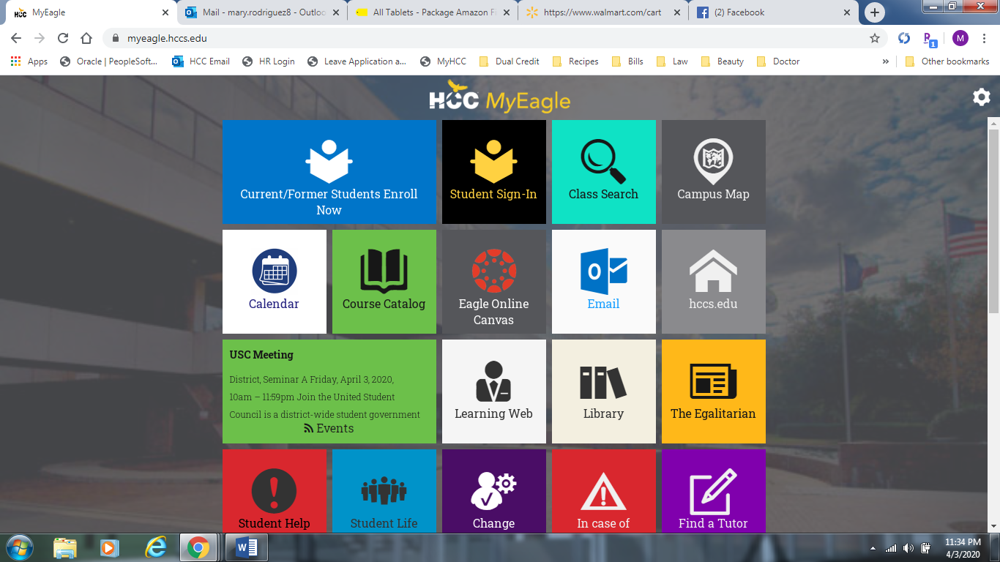 MyEagle
Mail - mary.rodriguez8 - Outloo
All Tablets - Package Amazon Fi
https://www.walmart.com/cart
(2) Facebook
myeagle.hccs.edu
M
1
Apps
Oracle | PeopleSoft...
HCC Email
HR Login
Leave Application a...
MyHCC
Dual Credit
Recipes
Bills
Law
Beauty
Doctor
»
Other bookmarks
HCC MyEagle
Current/Former Students Enroll
Now
Student Sign-In
Class Search
Campus Map
Calendar
Course Catalog
Eagle Online
Canvas
Email
hccs.edu
USC Meeting
District, Seminar A Friday, April 3, 2020,
10am – 11:59pm Join the United Student
Council is a district-wide student government
Events
Learning Web
Library
The Egalitarian
Student Help
Student Life
Change
In case of
Find a Tutor
11:34 PM
4/3/2020